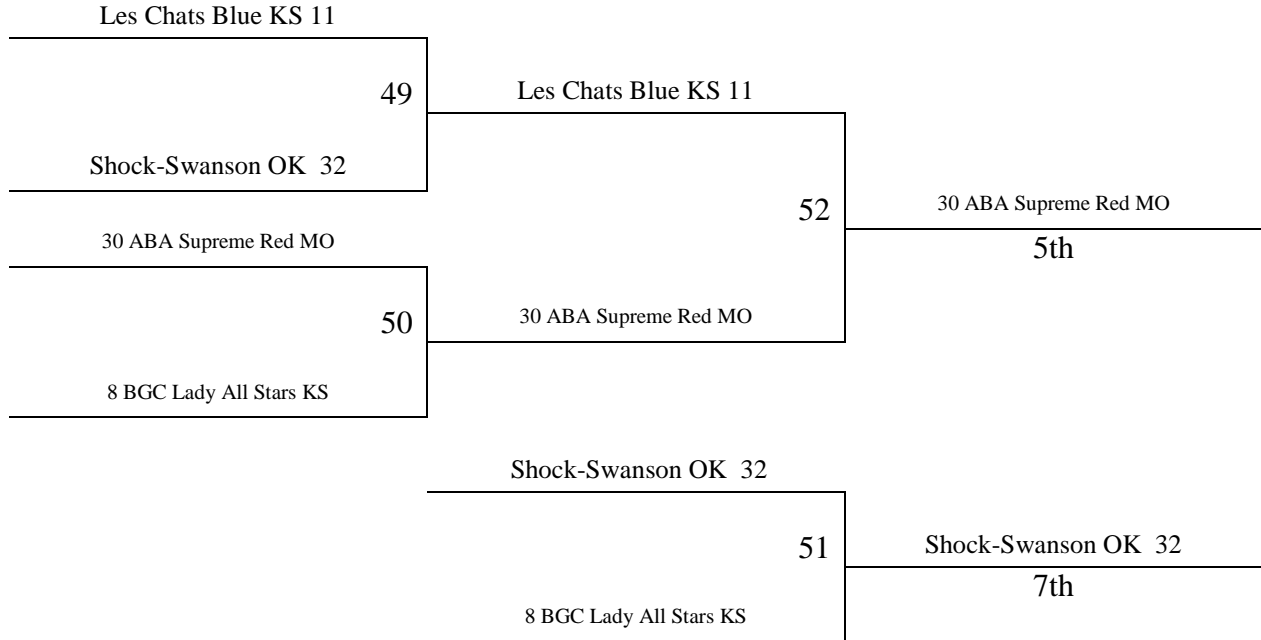 Les Chats Blue KS 11
49
Les Chats Blue KS 11
Shock-Swanson OK  32
52
30 ABA Supreme Red MO
30 ABA Supreme Red MO
5th
50
30 ABA Supreme Red MO
8 BGC Lady All Stars KS
Shock-Swanson OK  32
51
Shock-Swanson OK  32
7th
8 BGC Lady All Stars KS